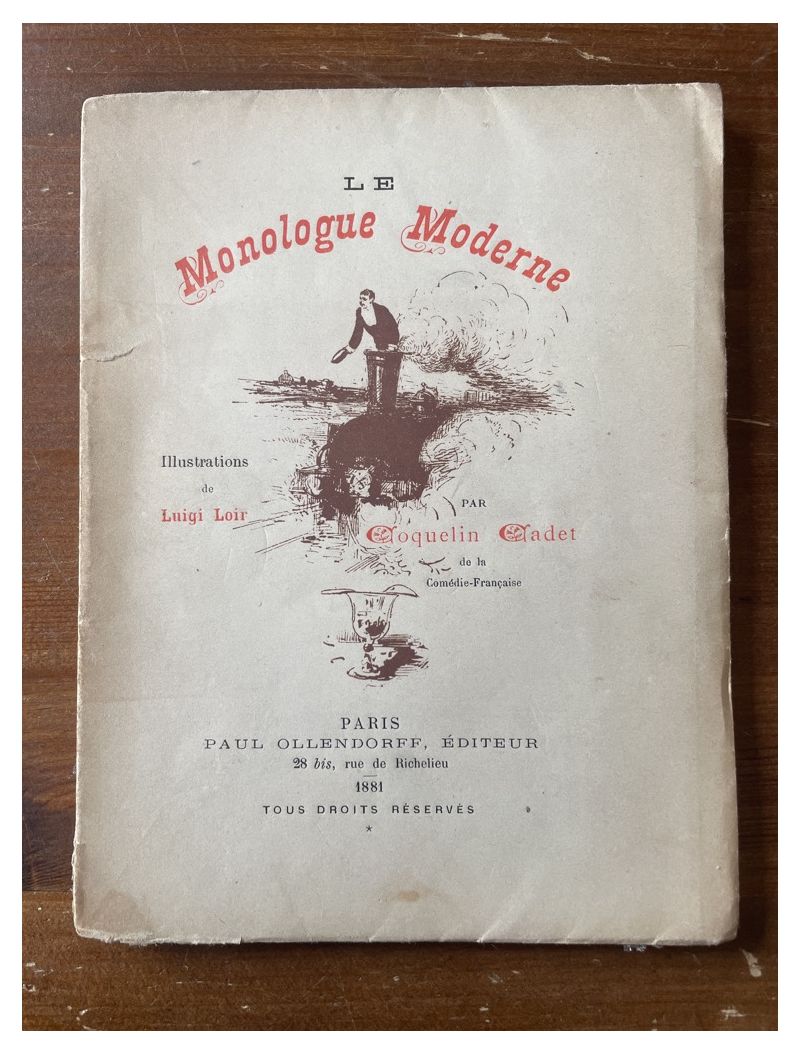 LE
Monologue Moderne
Illustrations
de
Luigi Loir
PAR
Coquelin Cadet
de la
Comédie-Française
PARIS
PAUL OLLENDORFF, ÉDITEUR
28 bis, rue de Richelieu
1881
TOUS DROITS RÉSERVÉS
*